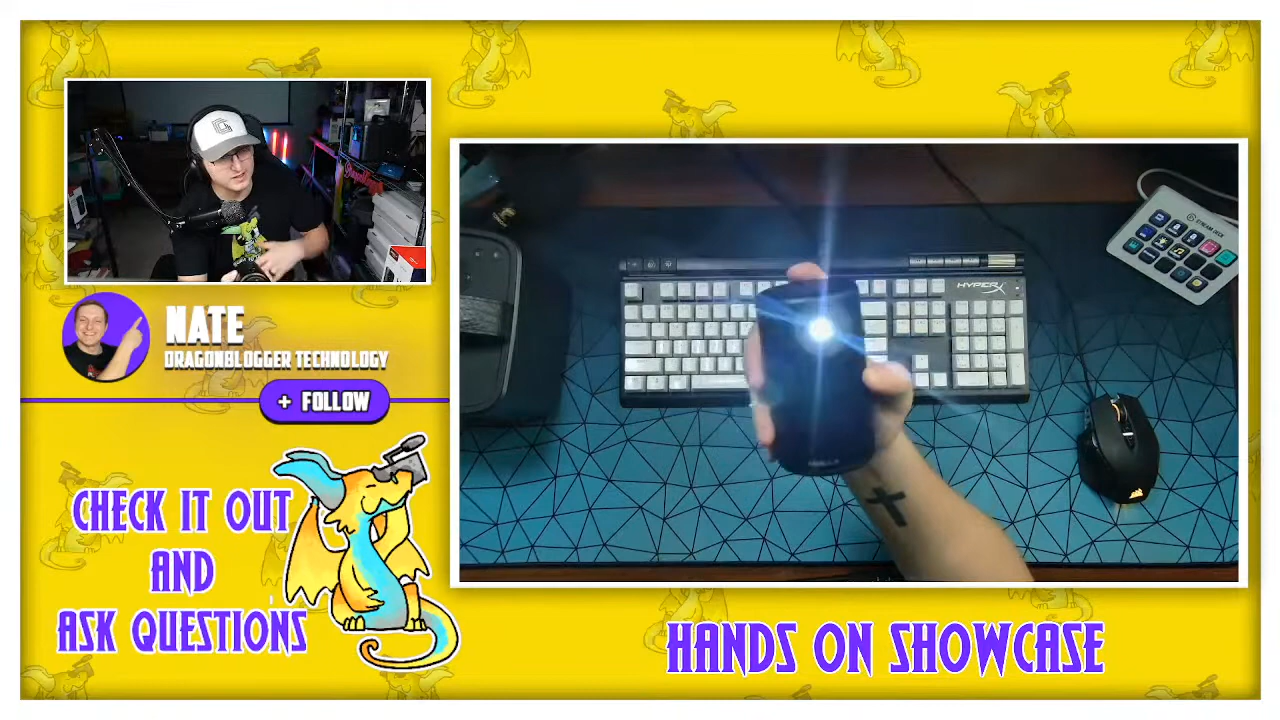 NATE
DRAGONBLOGGER TECHNOLOGY
+ FOLLOW
CHECK IT OUT
AND
ASK QUESTIONS
HYPERX
STREAM DECK
HANDS ON SHOWCASE